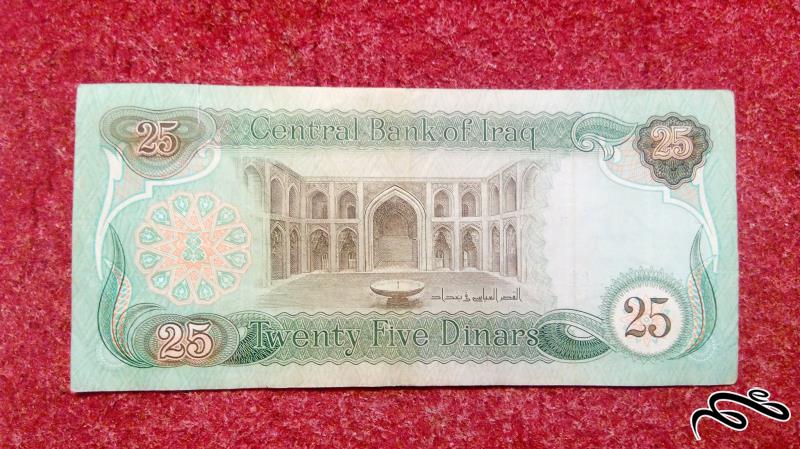 25 Central Bank of Iraq 25
القصر العباسي في بغداد
25 Twenty Five Dinars 25